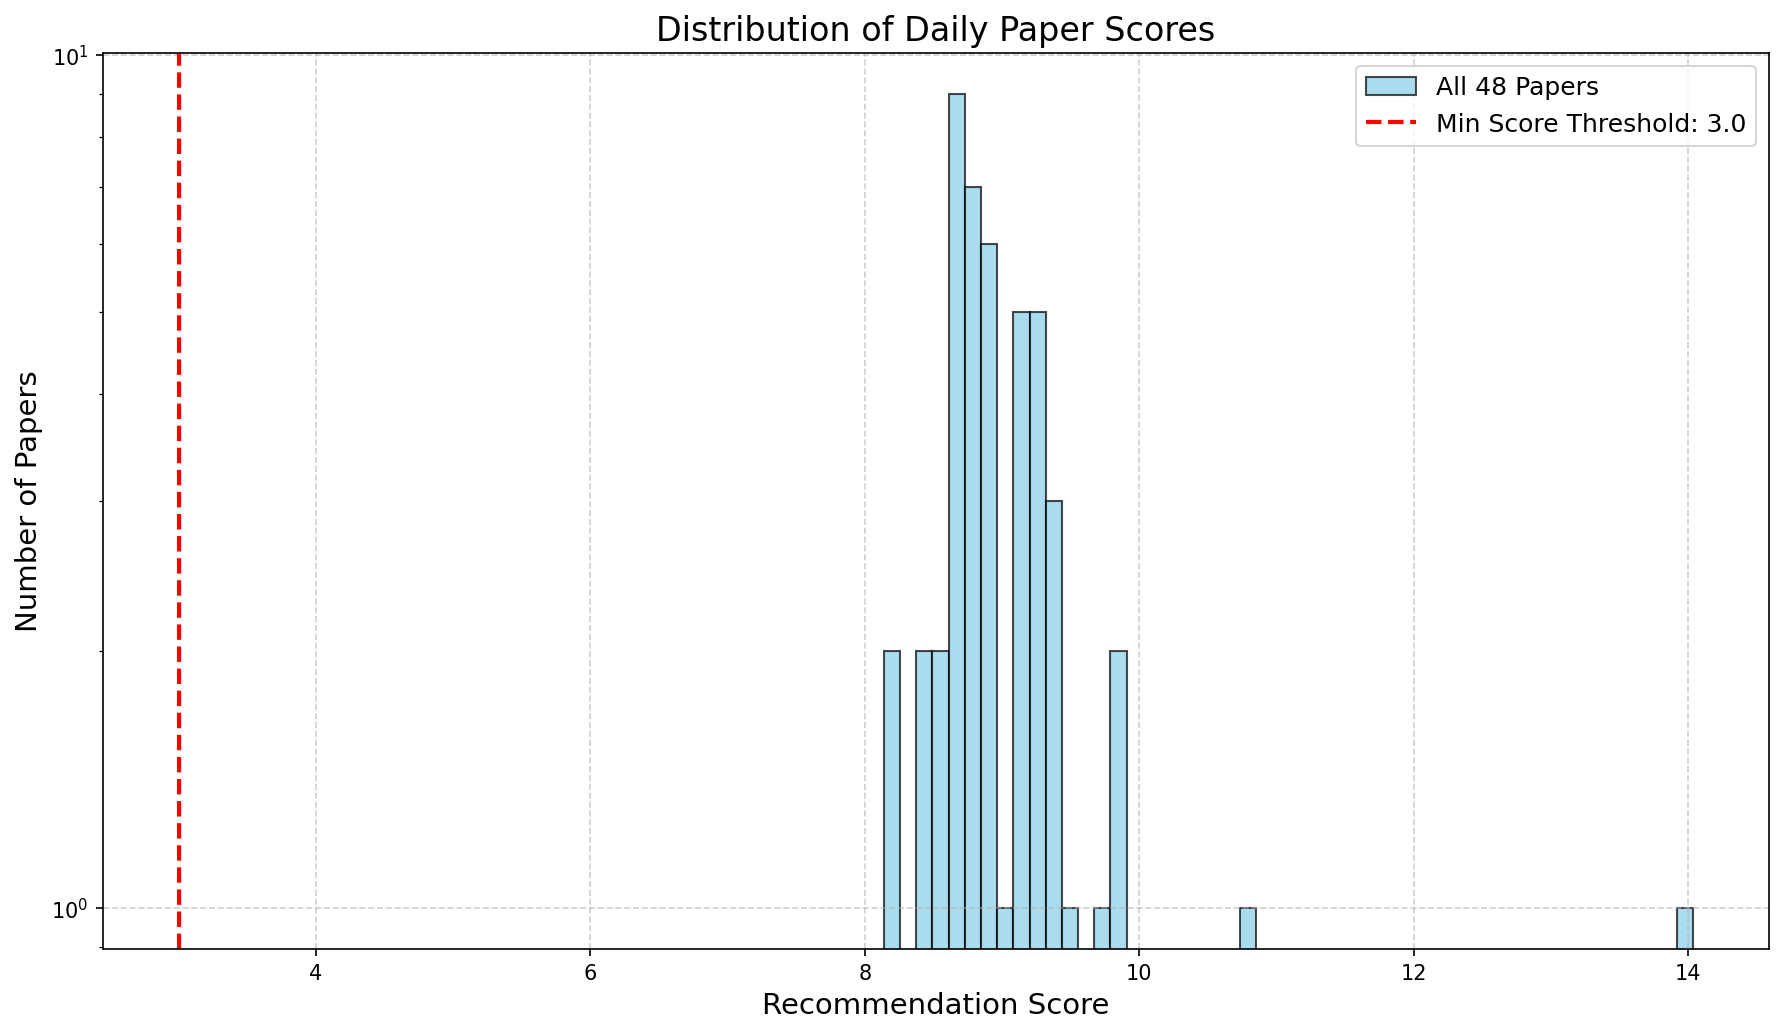 Distribution of Daily Paper Scores
All 48 Papers
Min Score Threshold: 3.0
Number of Papers
10¹
10⁰
4 6 8 10 12 14
Recommendation Score